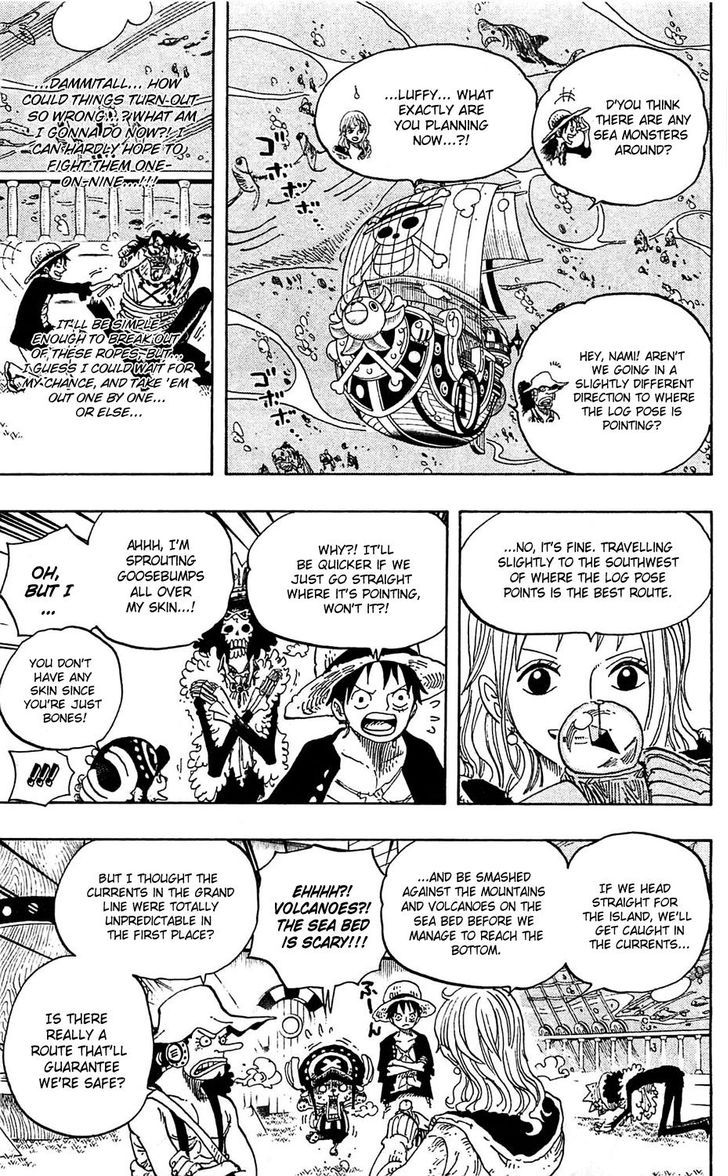 D'YOU THINK
THERE ARE ANY
SEA MONSTERS
AROUND?
...LUFFY... WHAT
EXACTLY ARE
YOU PLANNING
NOW...?!
ゴボボボ
HEY, NAMI! AREN'T
WE GOING IN A
SLIGHTLY DIFFERENT
DIRECTION TO WHERE
THE LOG POSE IS
POINTING?
ゴボボ
...DAMMITALL... HOW
COULD THINGS TURN OUT
SO WRONG...? WHAT AM
I GONNA DO NOW?! I
CAN HARDLY HOPE TO
FIGHT THEM ONE-
ON-NINE...!!!
IT'LL BE SIMPLE
ENOUGH TO BREAK OUT
OF THESE ROPES, BUT...
I GUESS I COULD WAIT FOR
MY CHANCE, AND TAKE 'EM
OUT ONE BY ONE...
OR ELSE...
...NO, IT'S FINE. TRAVELLING
SLIGHTLY TO THE SOUTHWEST
OF WHERE THE LOG POSE
POINTS IS THE BEST ROUTE.
WHY?! IT'LL
BE QUICKER IF WE
JUST GO STRAIGHT
WHERE IT'S POINTING,
WON'T IT?!
AHHH, I'M
SPROUTING
GOOSEBUMPS
ALL OVER
MY SKIN...!
OH,
BUT I
...
YOU DON'T
HAVE ANY
SKIN SINCE
YOU'RE JUST
BONES!
!!!
IF WE HEAD
STRAIGHT FOR
THE ISLAND, WE'LL
GET CAUGHT IN
THE CURRENTS...
...AND BE SMASHED
AGAINST THE MOUNTAINS
AND VOLCANOES ON
THE SEA BED BEFORE WE
MANAGE TO REACH THE
BOTTOM.
EHHHH?!
VOLCANOES?!
THE SEA BED
IS SCARY!!!
ふーん
BUT I THOUGHT THE
CURRENTS IN THE GRAND
LINE WERE TOTALLY
UNPREDICTABLE IN
THE FIRST PLACE?
IS THERE
REALLY A
ROUTE THAT'LL
GUARANTEE
WE'RE SAFE?